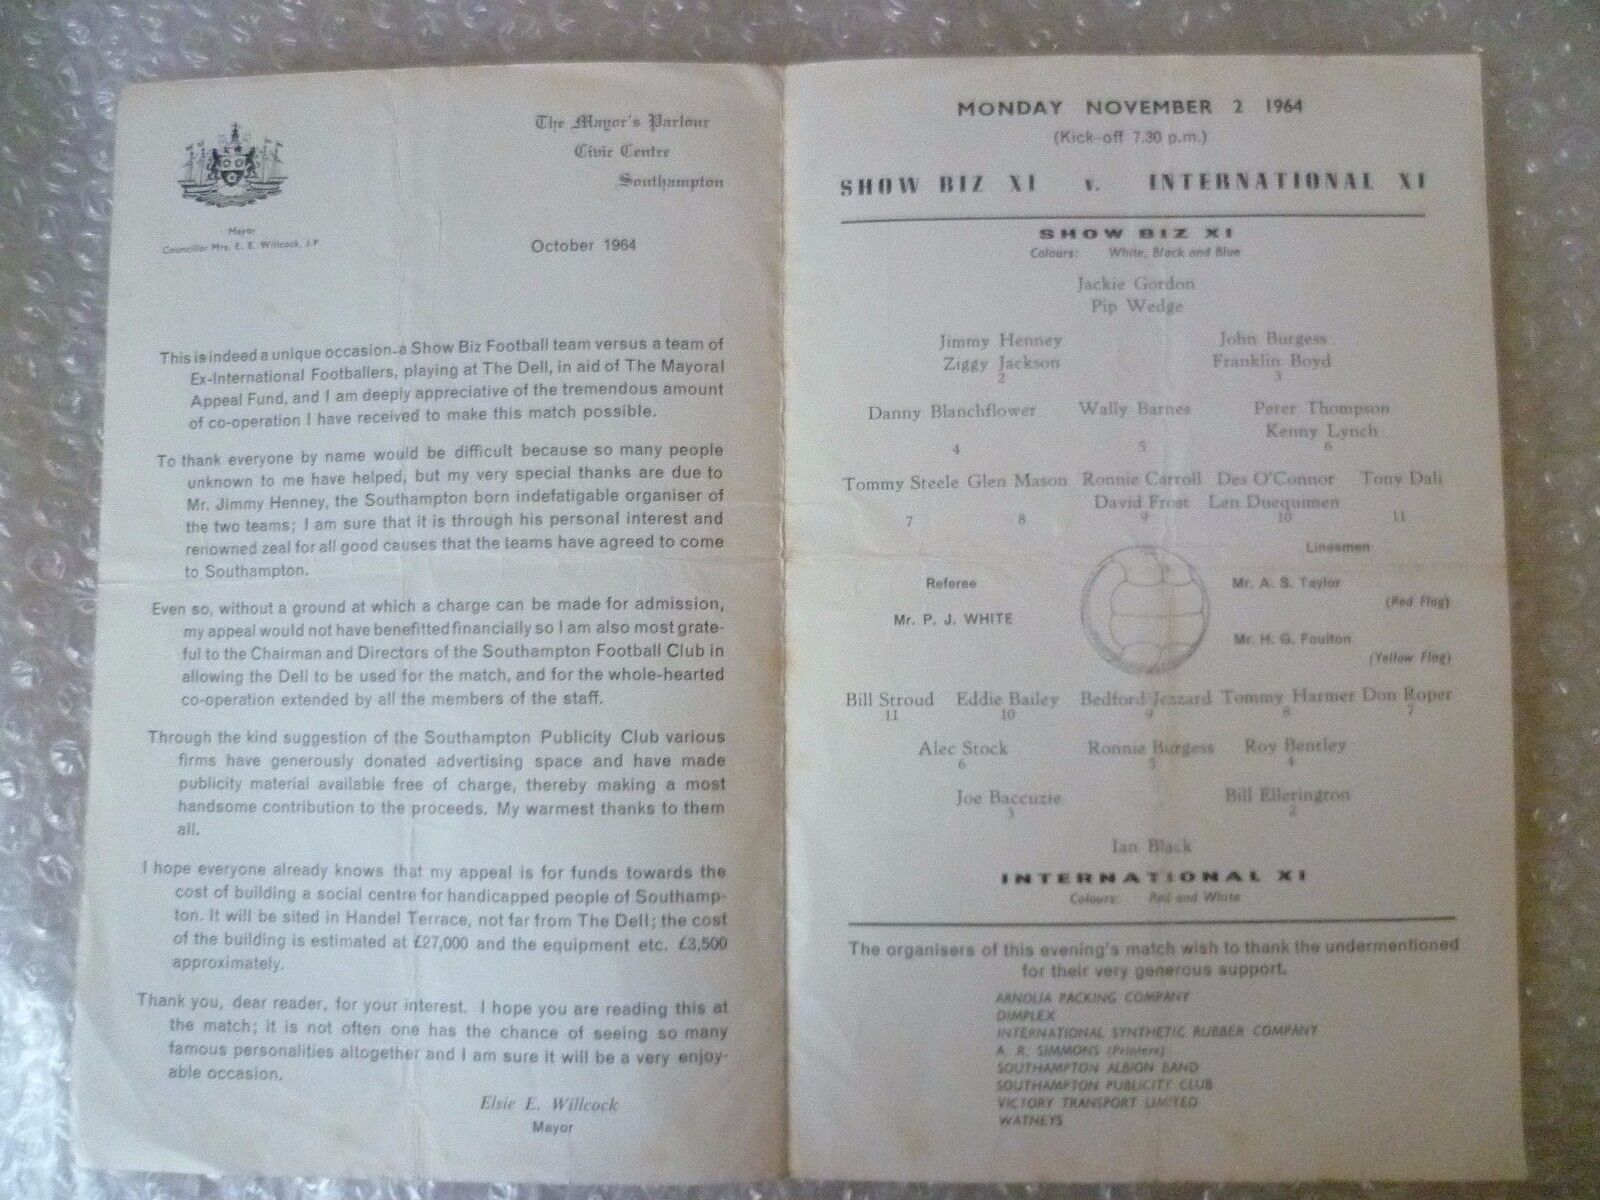 The Mayor's Parlour
Civic Centre
Southampton
Mayor
Councillor Mrs. E. E. Willcock, J.P.
October 1964
This is indeed a unique occasion-a Show Biz Football team versus a team of
Ex-International Footballers, playing at The Dell, in aid of The Mayoral
Appeal Fund, and I am deeply appreciative of the tremendous amount
of co-operation I have received to make this match possible.
To thank everyone by name would be difficult because so many people
unknown to me have helped, but my very special thanks are due to
Mr. Jimmy Henney, the Southampton born indefatigable organiser of
the two teams; I am sure that it is through his personal interest and
renowned zeal for all good causes that the teams have agreed to come
to Southampton.
Even so, without a ground at which a charge can be made for admission,
my appeal would not have benefitted financially so I am also most grate-
ful to the Chairman and Directors of the Southampton Football Club in
allowing the Dell to be used for the match, and for the whole-hearted
co-operation extended by all the members of the staff.
Through the kind suggestion of the Southampton Publicity Club various
firms have generously donated advertising space and have made
publicity material available free of charge, thereby making a most
handsome contribution to the proceeds. My warmest thanks to them
all.
I hope everyone already knows that my appeal is for funds towards the
cost of building a social centre for handicapped people of Southamp-
ton. It will be sited in Handel Terrace, not far from The Dell; the cost
of the building is estimated at £27,000 and the equipment etc. £3,500
approximately.
Thank you, dear reader, for your interest. I hope you are reading this at
the match; it is not often one has the chance of seeing so many
famous personalities altogether and I am sure it will be a very enjoy-
able occasion.
Elsie E. Willcock
Mayor
MONDAY NOVEMBER 2 1964
(Kick-off 7.30 p.m.)
SHOW BIZ XI v. INTERNATIONAL XI
SHOW BIZ XI
Colours: White, Black and Blue
Jackie Gordon
Pip Wedge
Jimmy Henney John Burgess
Ziggy Jackson Franklin Boyd
2 3
Danny Blanchflower Wally Barnes Peter Thompson
Kenny Lynch
4 5 6
Tommy Steele Glen Mason Ronnie Carroll Des O'Connor Tony Dali
David Frost Len Duequimen
7 8 9 10 11
Linesmen
Referee Mr. A. S. Taylor
(Red Flag)
Mr. P. J. WHITE
Mr. H. G. Foulton
(Yellow Flag)
Bill Stroud Eddie Bailey Bedford Jezzard Tommy Harmer Don Roper
11 10 9 8 7
Alec Stock Ronnie Burgess Roy Bentley
6 5 4
Joe Baccuzie Bill Ellerington
3 2
Ian Black
INTERNATIONAL XI
Colours: Red and White
The organisers of this evening's match wish to thank the undermentioned
for their very generous support.
ARNOLIA PACKING COMPANY
DIMPLEX
INTERNATIONAL SYNTHETIC RUBBER COMPANY
A. R. SIMMONS (Printers)
SOUTHAMPTON ALBION BAND
SOUTHAMPTON PUBLICITY CLUB
VICTORY TRANSPORT LIMITED
WATNEYS